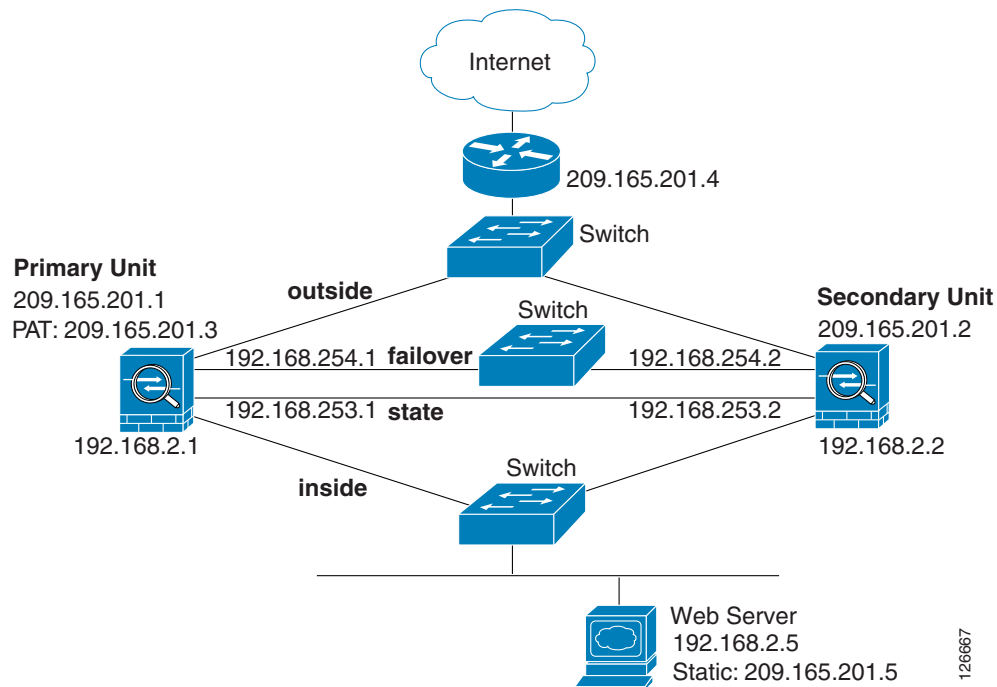 Internet
209.165.201.4
Switch
Primary Unit
209.165.201.1
PAT: 209.165.201.3
outside
Secondary Unit
209.165.201.2
Switch
192.168.254.1
failover
192.168.254.2
192.168.253.1
state
192.168.253.2
192.168.2.1
192.168.2.2
Switch
inside
Web Server
192.168.2.5
Static: 209.165.201.5
126667